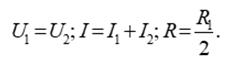 U₁=U₂; I=I₁+I₂; R=R₁/2.